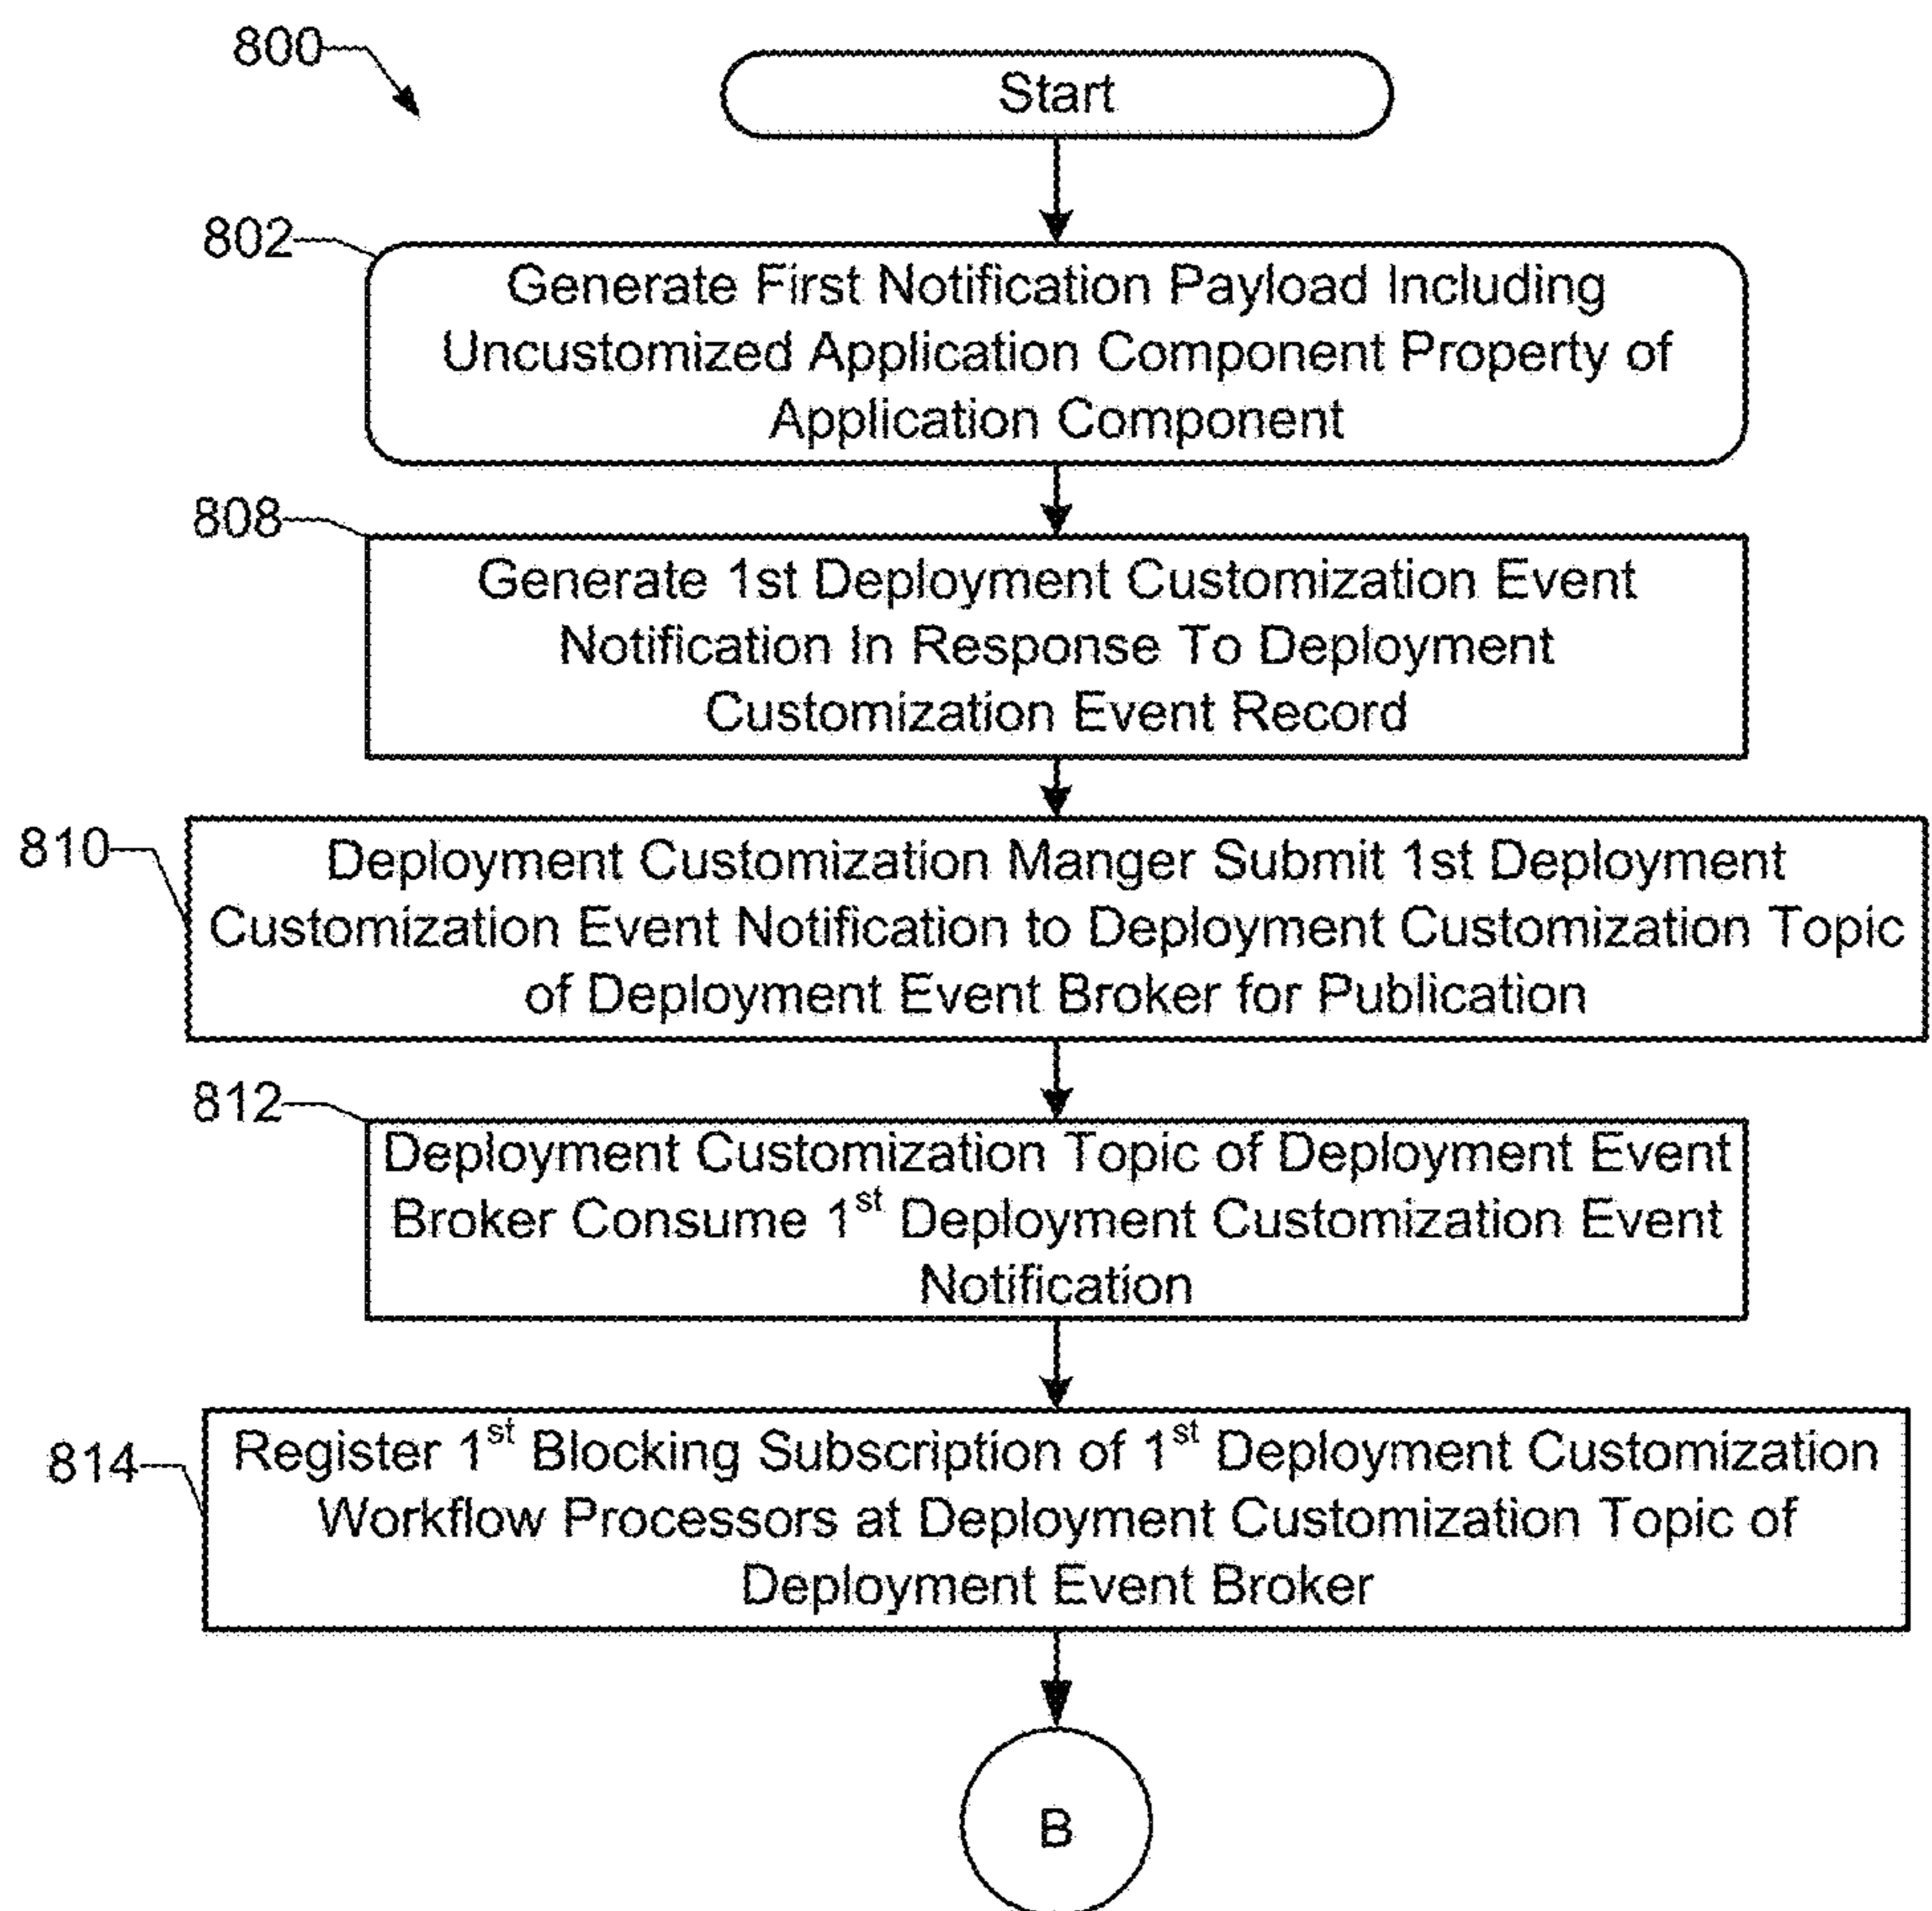 800
Start
802
Generate First Notification Payload Including
Uncustomized Application Component Property of
Application Component
808
Generate 1st Deployment Customization Event
Notification In Response To Deployment
Customization Event Record
810
Deployment Customization Manger Submit 1st Deployment
Customization Event Notification to Deployment Customization Topic
of Deployment Event Broker for Publication
812
Deployment Customization Topic of Deployment Event
Broker Consume 1st Deployment Customization Event
Notification
814
Register 1st Blocking Subscription of 1st Deployment Customization
Workflow Processors at Deployment Customization Topic of
Deployment Event Broker
B